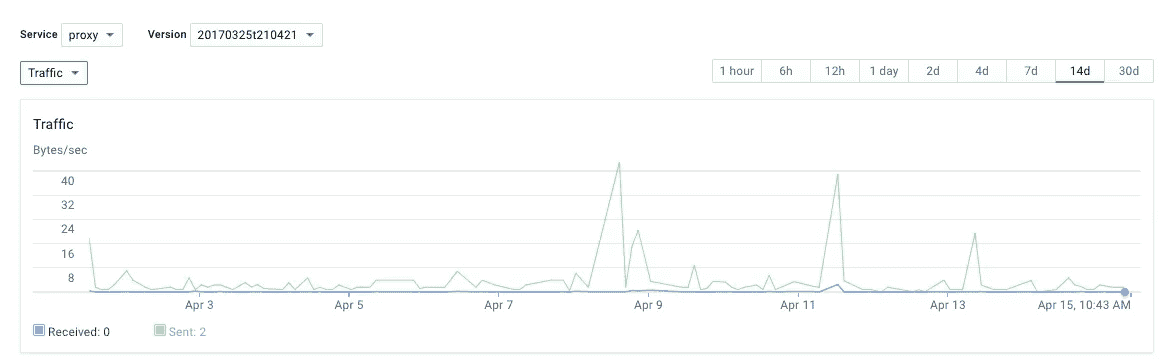 Service proxy Version 20170325t210421
Traffic 1 hour 6h 12h 1 day 2d 4d 7d 14d 30d
Traffic
Bytes/sec
40
32
24
16
8
Apr 3 Apr 5 Apr 7 Apr 9 Apr 11 Apr 13 Apr 15, 10:43 AM
Received: 0 Sent: 2